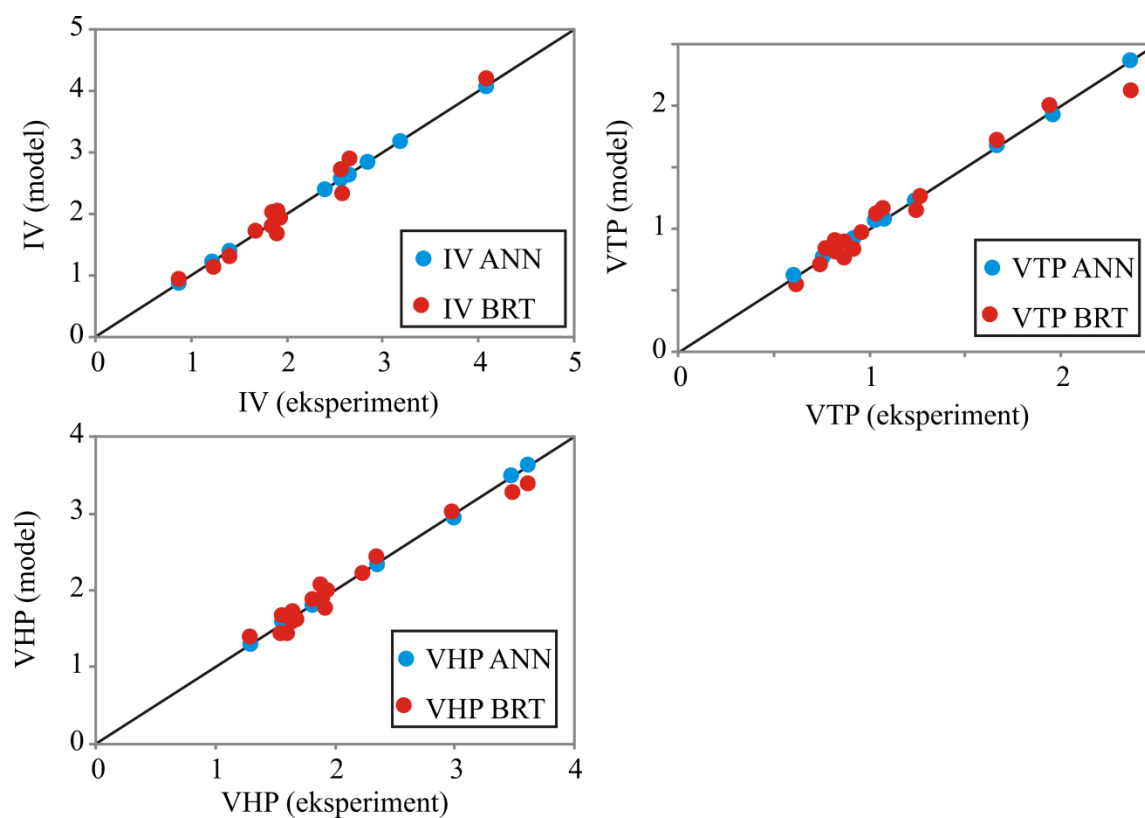 5
4
3
2
1
0
IV (model)
IV ANN
IV BRT
0 1 2 3 4 5
IV (eksperiment)
2
1
0
VTP (model)
VTP ANN
VTP BRT
0 1 2
VTP (eksperiment)
4
3
2
1
0
VHP (model)
VHP ANN
VHP BRT
0 1 2 3 4
VHP (eksperiment)